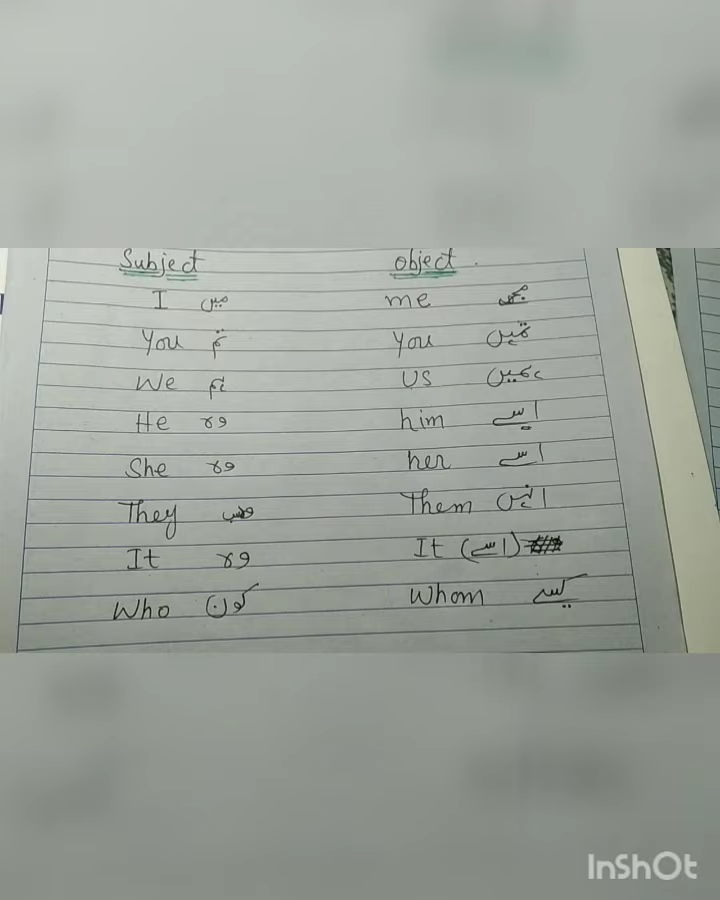 Subject object
I میں me مجھے
You تم You تمہیں
We ہم US ہمیں
He وہ him اسے
She وہ her اسے
They وہ سب Them انہیں
It وہ It (اسے)
Who کون Whom کسے
InShOt